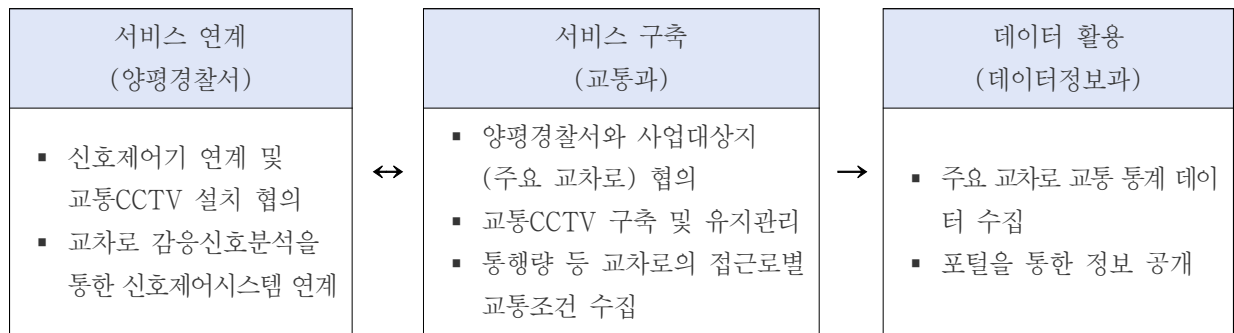 서비스 연계
(양평경찰서)
▪ 신호제어기 연계 및
교통CCTV 설치 협의
▪ 교차로 감응신호분석을
통한 신호제어시스템 연계
↔
서비스 구축
(교통과)
▪ 양평경찰서와 사업대상지
(주요 교차로) 협의
▪ 교통CCTV 구축 및 유지관리
▪ 통행량 등 교차로의 접근로별
교통조건 수집
→
데이터 활용
(데이터정보과)
▪ 주요 교차로 교통 통계 데이
터 수집
▪ 포털을 통한 정보 공개